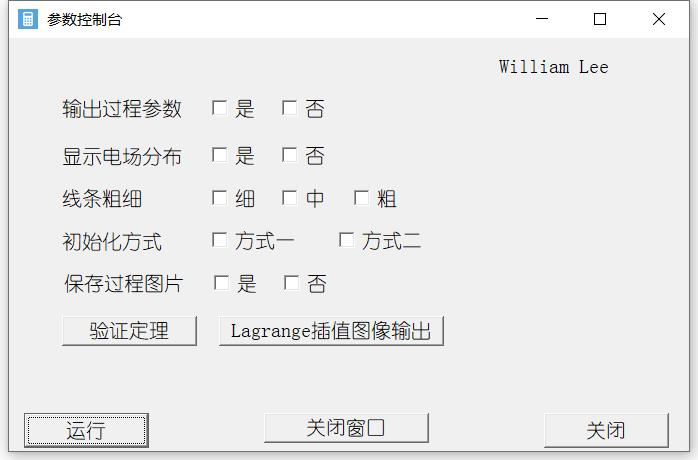 参数控制台
William Lee
输出过程参数 是 否
显示电场分布 是 否
线条粗细 细 中 粗
初始化方式 方式一 方式二
保存过程图片 是 否
验证定理 Lagrange插值图像输出
运行 关闭窗口 关闭